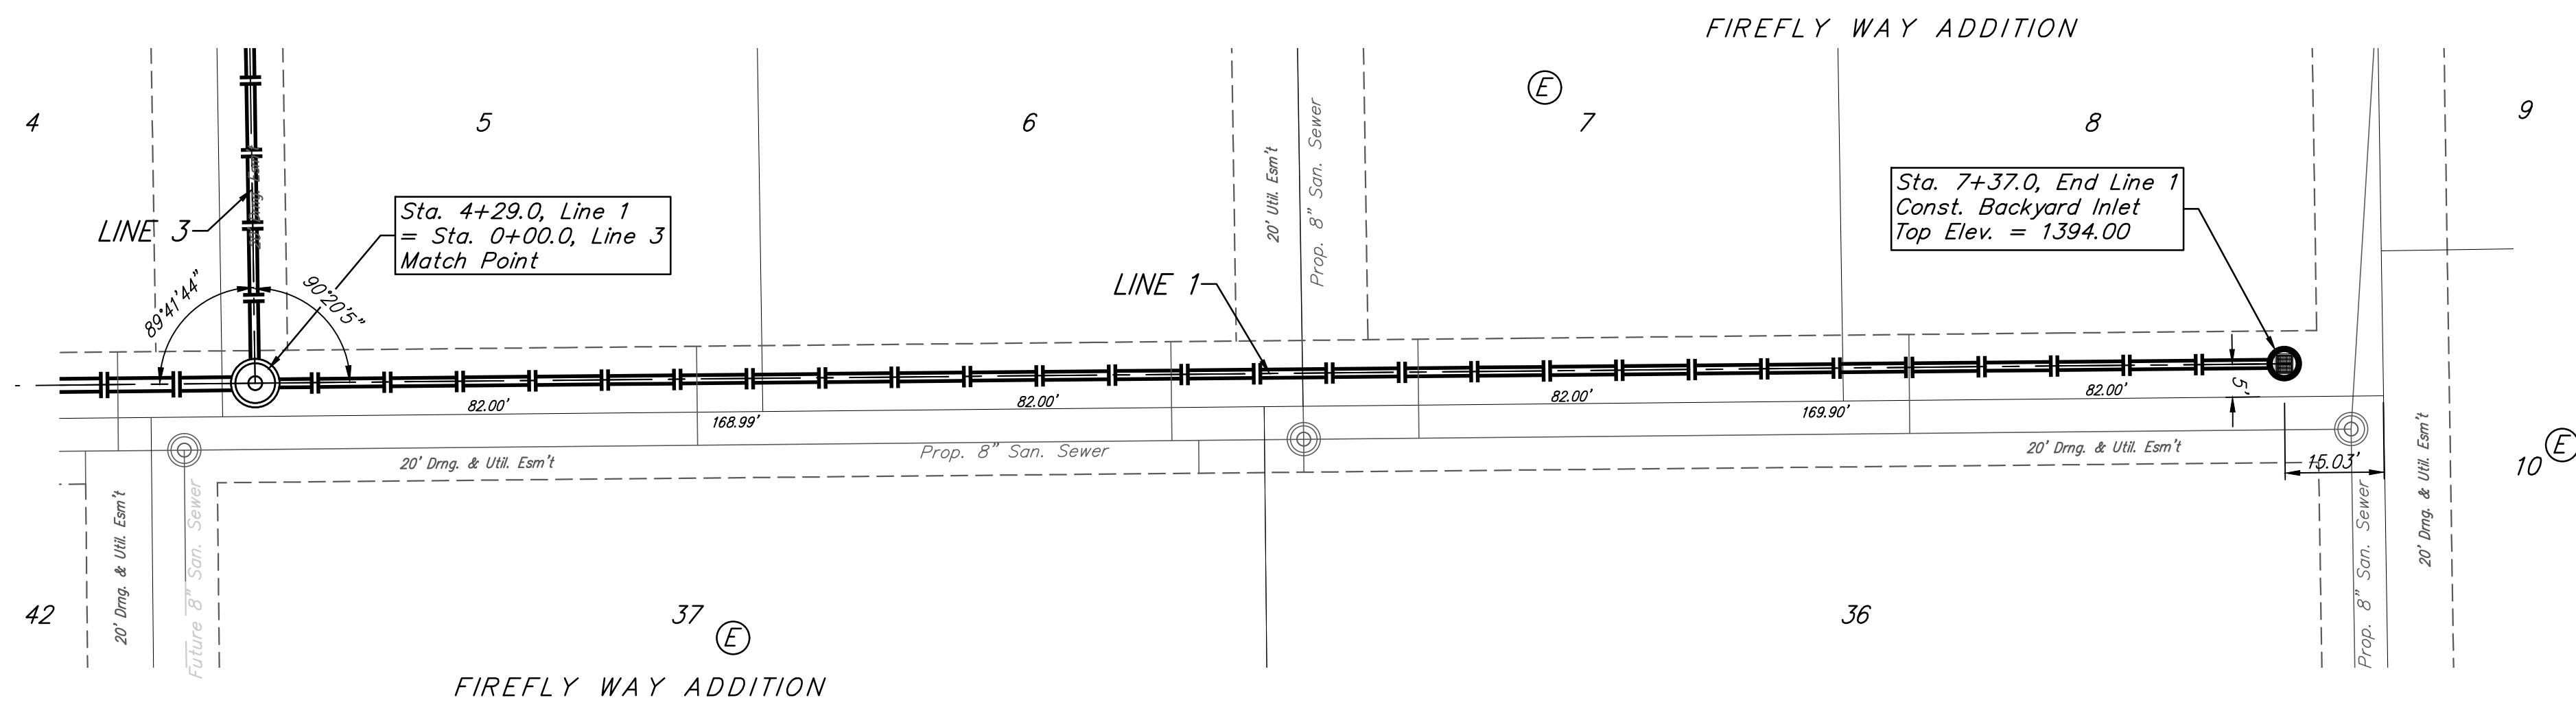 FIREFLY WAY ADDITION
E
4
5
6
7
8
9
20' Util. Esm't
Prop. 8" San. Sewer
LINE 3
Sta. 4+29.0, Line 1
= Sta. 0+00.0, Line 3
Match Point
Sta. 7+37.0, End Line 1
Const. Backyard Inlet
Top Elev. = 1394.00
89°41'44"
90°20'5"
LINE 1
82.00'
168.99'
82.00'
82.00'
169.90'
82.00'
5'
20' Drng. & Util. Esm't
Prop. 8" San. Sewer
20' Drng. & Util. Esm't
15.03'
10
E
20' Drng. & Util. Esm't
Future 8" San. Sewer
Prop. 8" San. Sewer
20' Drng. & Util. Esm't
42
37
E
36
FIREFLY WAY ADDITION